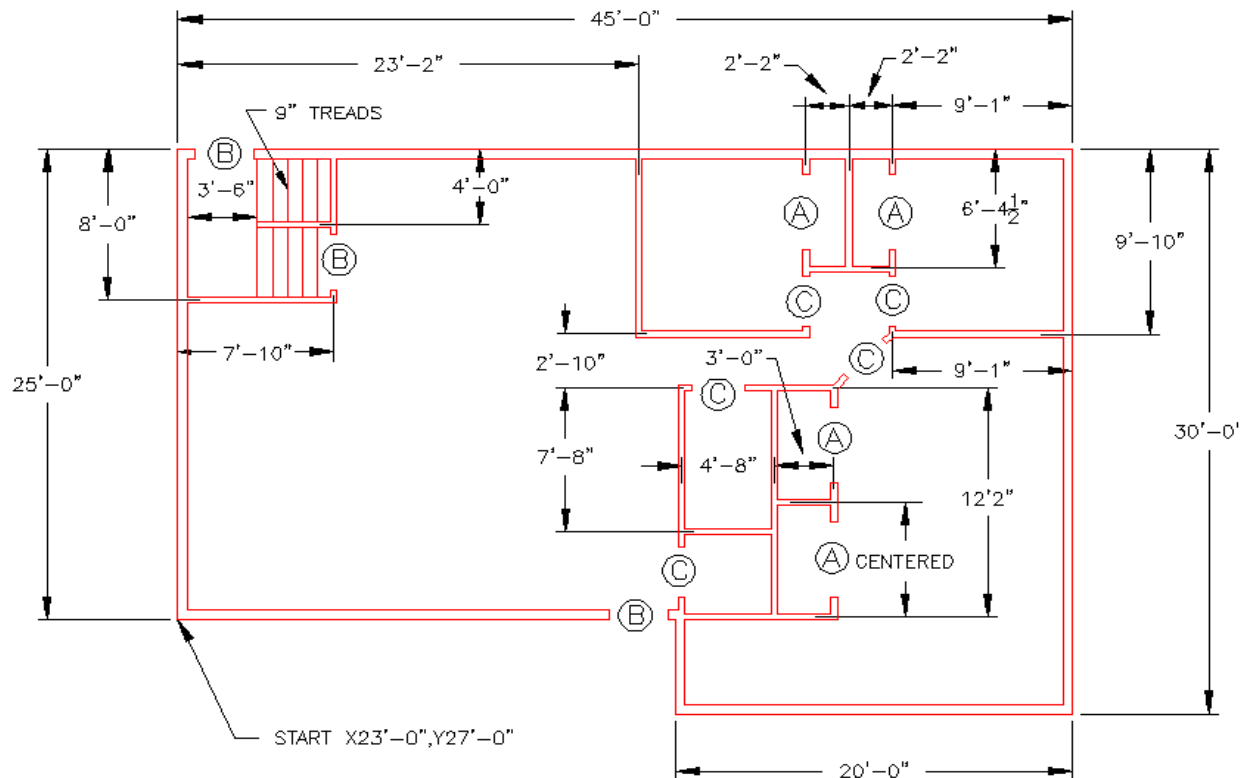 45'-0"
23'-2"
2'-2"
2'-2"
9'-1"
9" TREADS
B
3'-6"
4'-0"
A
A
6'-4 1/2"
8'-0"
9'-10"
B
C
C
7'-10"
2'-10"
3'-0"
C
9'-1"
25'-0"
C
30'-0'
A
7'-8"
4'-8"
12'2"
A CENTERED
C
B
START X23'-0",Y27'-0"
20'-0"